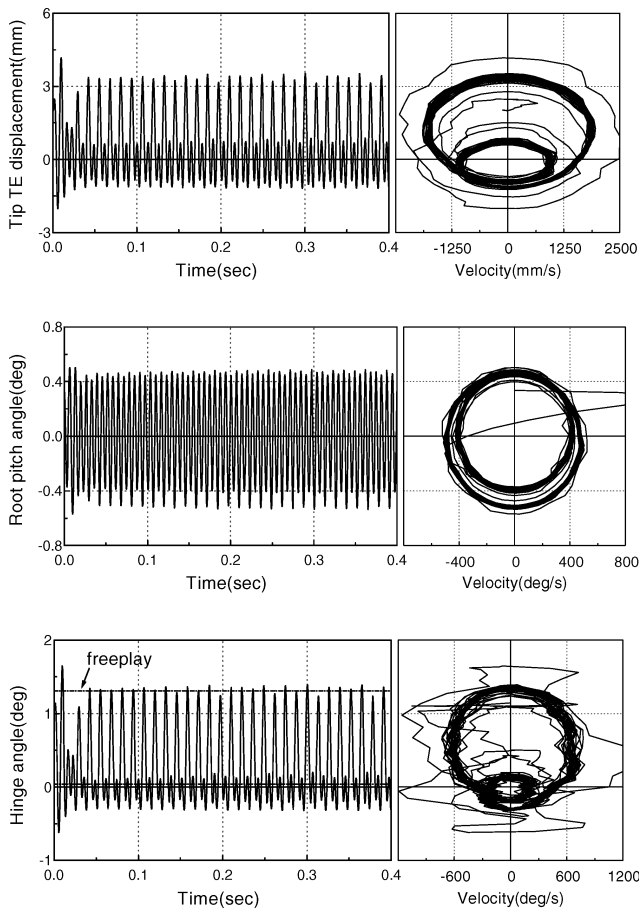 Tip TE displacement(mm)
6
3
0
-3
0.0 0.1 0.2 0.3 0.4
Time(sec)
-1250 0 1250 2500
Velocity(mm/s)
Root pitch angle(deg)
0.8
0.4
0.0
-0.4
-0.8
0.0 0.1 0.2 0.3 0.4
Time(sec)
-400 0 400 800
Velocity(deg/s)
Hinge angle(deg)
2
1
0
-1
freeplay
0.0 0.1 0.2 0.3 0.4
Time(sec)
-600 0 600 1200
Velocity(deg/s)